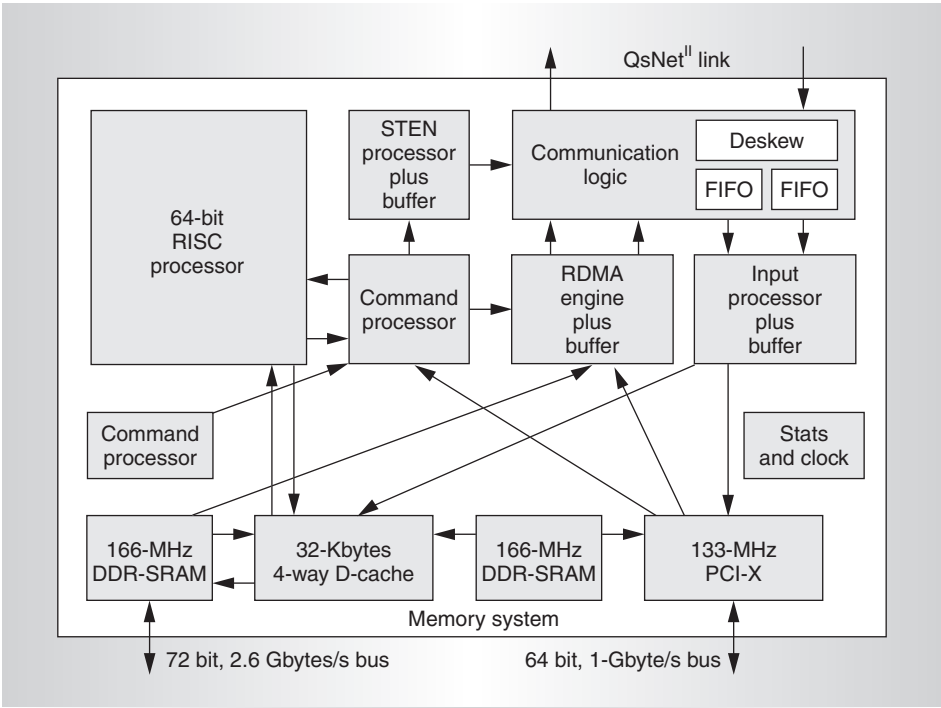 QsNetII link
64-bit
RISC
processor
STEN
processor
plus
buffer
Communication
logic
Deskew
FIFO
FIFO
Command
processor
RDMA
engine
plus
buffer
Input
processor
plus
buffer
Command
processor
Stats
and clock
166-MHz
DDR-SRAM
32-Kbytes
4-way D-cache
166-MHz
DDR-SRAM
133-MHz
PCI-X
Memory system
72 bit, 2.6 Gbytes/s bus
64 bit, 1-Gbyte/s bus